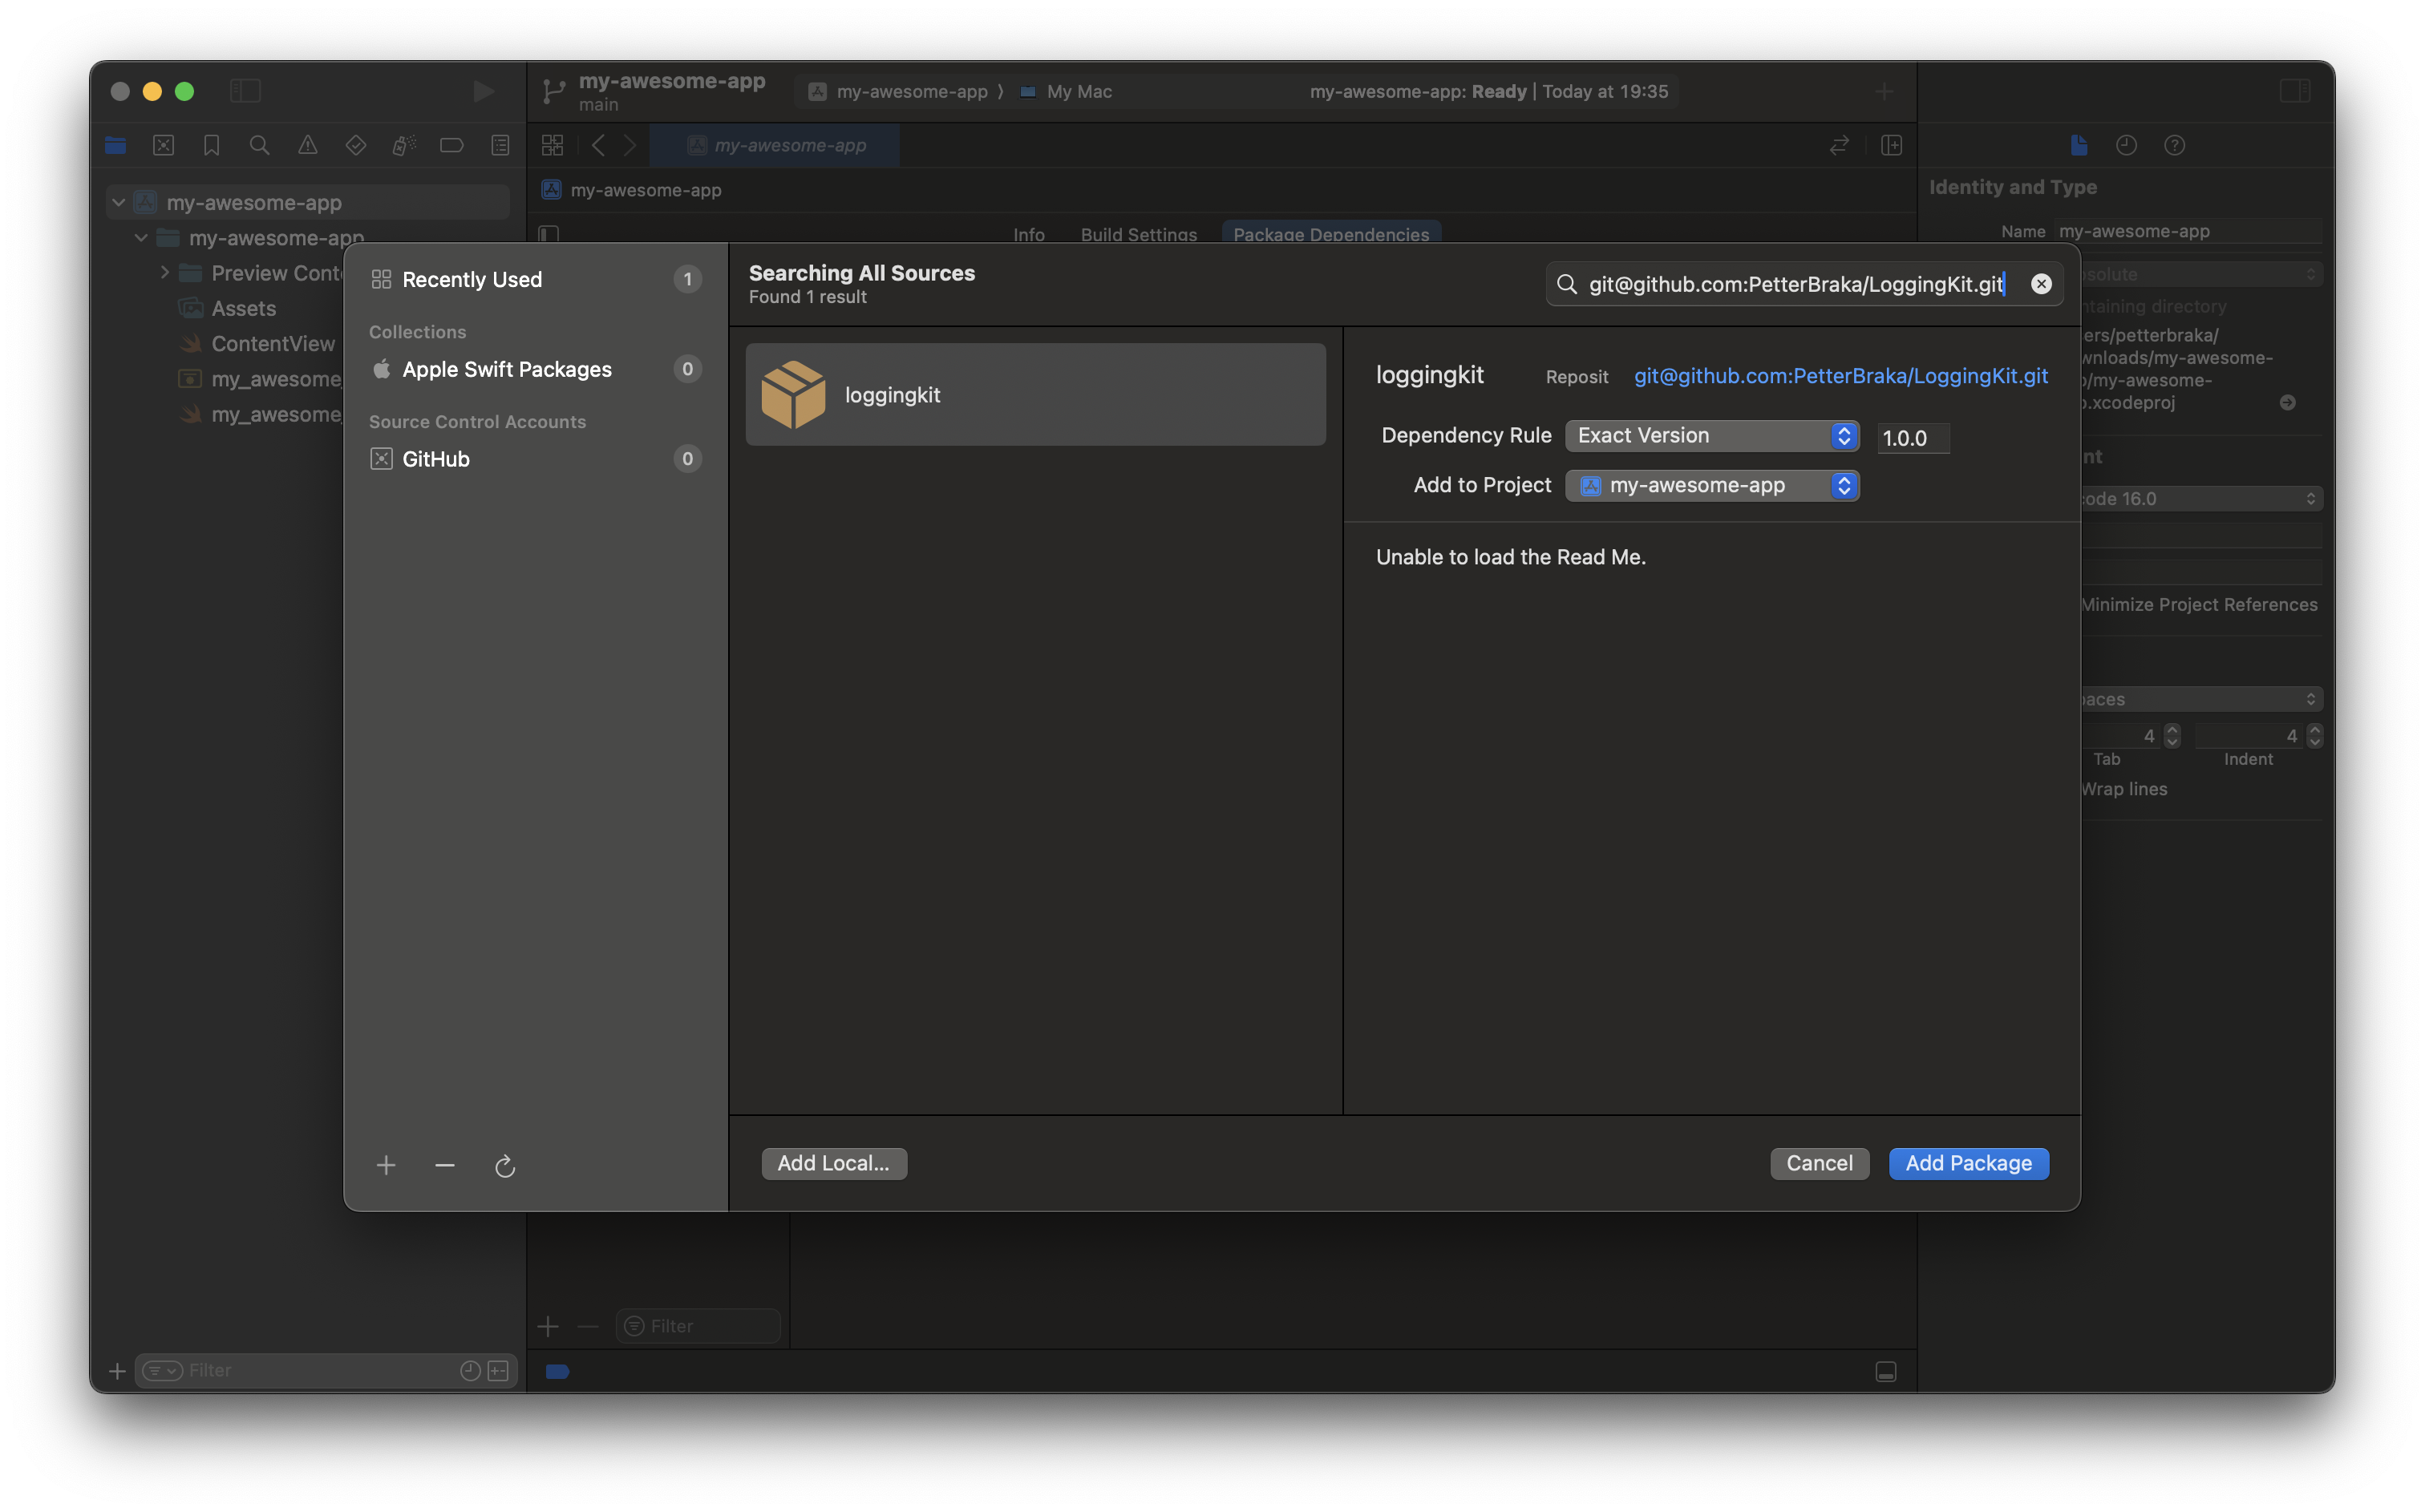 my-awesome-app
main
my-awesome-app
My Mac
my-awesome-app: Ready | Today at 19:35
my-awesome-app
my-awesome-app
my-awesome-app
my-awesome-app
Preview Conte
Assets
ContentView
my_awesome_
my_awesome_
Filter
Info
Build Settings
Package Dependencies
Recently Used
1
Collections
Apple Swift Packages
0
Source Control Accounts
GitHub
0
Searching All Sources
Found 1 result
git@github.com:PetterBraka/LoggingKit.git
loggingkit
loggingkit
Reposit
git@github.com:PetterBraka/LoggingKit.git
Dependency Rule
Exact Version
1.0.0
Add to Project
my-awesome-app
Unable to load the Read Me.
Add Local...
Cancel
Add Package
Filter
Identity and Type
Name
my-awesome-app
solute
ntaining directory
ers/petterbraka/
wnloads/my-awesome-
/my-awesome-
.xcodeproj
nt
ode 16.0
Minimize Project References
aces
4
4
Tab
Indent
Wrap lines